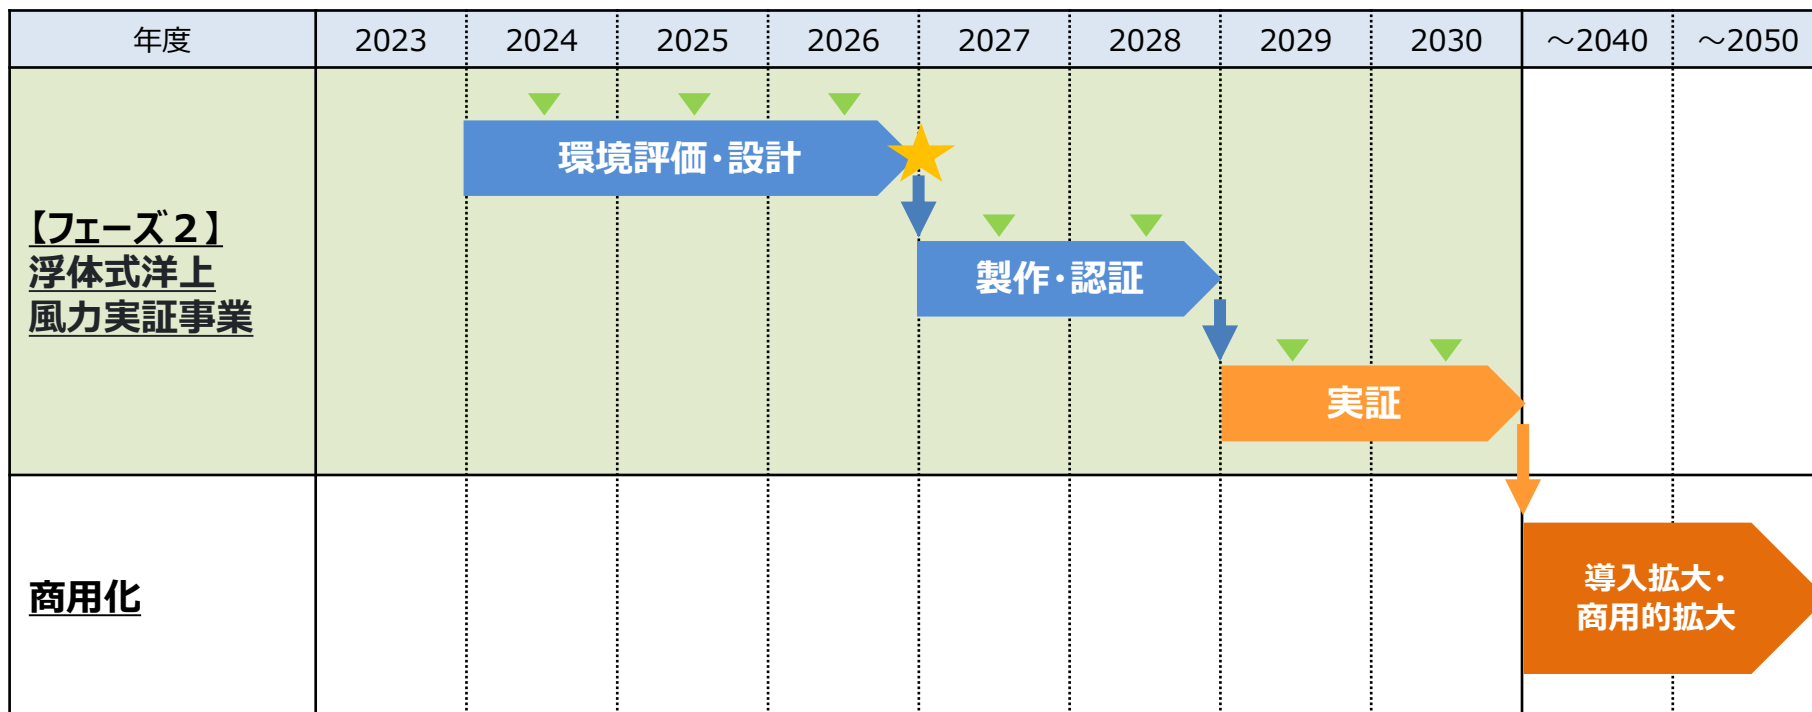 年度 2023 2024 2025 2026 2027 2028 2029 2030 ～2040 ～2050
環境評価・設計
【フェーズ２】
浮体式洋上
風力実証事業
製作・認証
実証
商用化
導入拡大・
商用的拡大